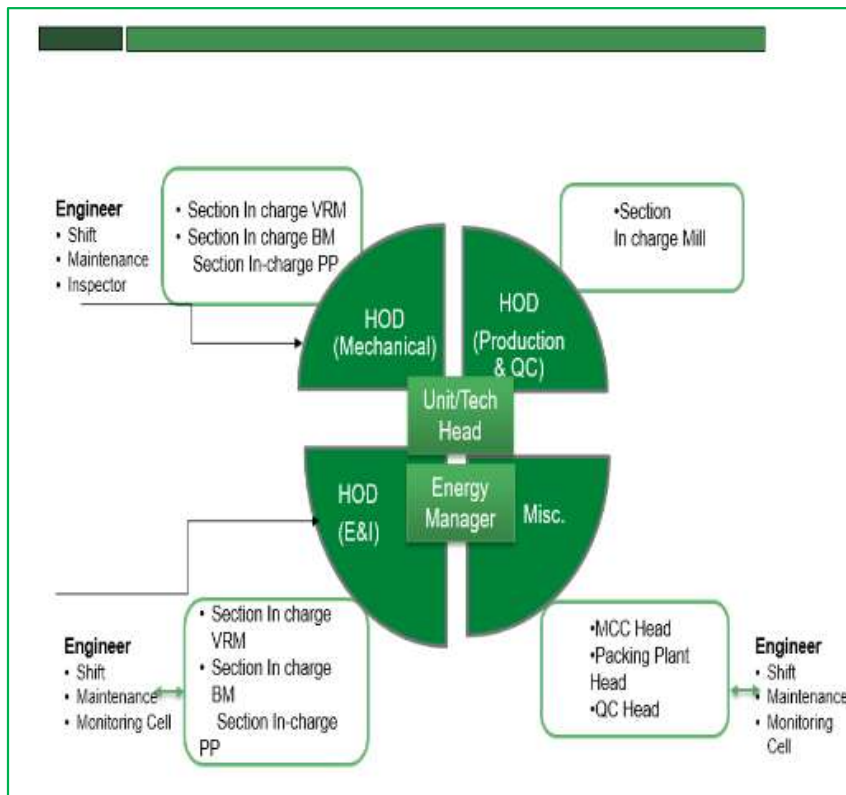 Engineer
• Shift
• Maintenance
• Inspector
• Section In charge VRM
• Section In charge BM
Section In-charge PP
•Section
In charge Mill
HOD
(Mechanical)
HOD
(Production
& QC)
Unit/Tech
Head
HOD
(E&I)
Energy
Manager
Misc.
Engineer
• Shift
• Maintenance
• Monitoring Cell
• Section In charge
VRM
• Section In charge
BM
Section In-charge
PP
•MCC Head
•Packing Plant
Head
•QC Head
Engineer
• Shift
• Maintenance
• Monitoring
Cell